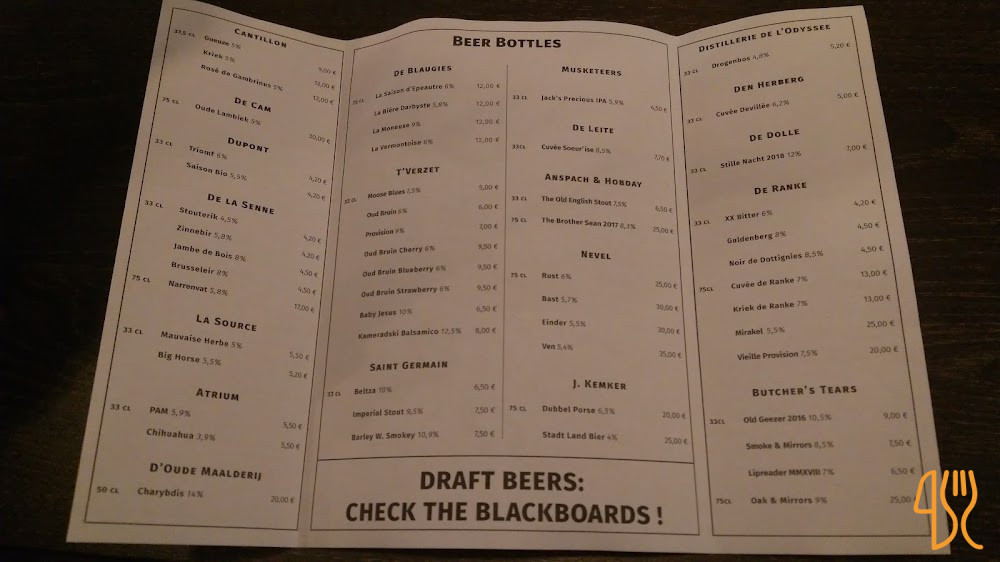 CANTILLON
37,5 CL Gueuze 5% 9,00 €
Kriek 5% 12,00 €
Rosé de Gambrinus 5% 12,00 €
DE CAM
75 CL Oude Lambiek 5% 20,00 €
DUPONT
33 CL Triomf 6% 4,20 €
Saison Bio 5,5% 4,20 €
DE LA SENNE
33 CL Stouterik 4,5% 4,20 €
Zinnebir 5,8% 4,20 €
Jambe de Bois 8% 4,50 €
Brusseleir 8% 4,50 €
75 CL Narrenvat 5,8% 17,00 €
LA SOURCE
33 CL Mauvaise Herbe 5% 5,50 €
Big Horse 5,5% 5,20 €
ATRIUM
33 CL PAM 5,9% 5,50 €
Chihuahua 3,9% 5,50 €
D'OUDE MAALDERIJ
50 CL Charybdis 14% 20,00 €
BEER BOTTLES
DE BLAUGIES
75 CL La Saison d'Epeautre 6% 12,00 €
La Bière Darbyste 5,8% 12,00 €
La Moneuse 9% 12,00 €
La Vermontoise 6% 12,00 €
T'VERZET
33 CL Moose Blues 7,5% 5,00 €
Oud Bruin 6% 6,00 €
Provision 9% 7,00 €
Oud Bruin Cherry 6% 9,50 €
Oud Bruin Blueberry 6% 9,50 €
Oud Bruin Strawberry 6% 9,50 €
Baby Jesus 10% 6,50 €
Kameradski Balsamico 12,5% 8,00 €
SAINT GERMAIN
33 CL Beltza 10% 6,50 €
Imperial Stout 9,5% 7,50 €
Barley W. Smokey 10,9% 7,50 €
MUSKETEERS
33 CL Jack's Precious IPA 5,9% 4,50 €
DE LEITE
33CL Cuvée Soeur'ise 8,5% 7,70 €
ANSPACH & HOBDAY
33 CL The Old English Stout 7,5% 6,50 €
75 CL The Brother Sean 2017 8,3% 25,00 €
NEVEL
75 CL Rust 6% 25,00 €
Bast 5,7% 30,00 €
Einder 5,5% 30,00 €
Ven 5,4% 35,00 €
J. KEMKER
75 CL Dubbel Porse 6,3% 20,00 €
Stadt Land Bier 4% 25,00 €
DRAFT BEERS:
CHECK THE BLACKBOARDS !
DISTILLERIE DE L'ODYSSEE
33 CL Drogenbos 4,8% 5,20 €
DEN HERBERG
33 CL Cuvée Devillée 6,2% 5,00 €
DE DOLLE
33 CL Stille Nacht 2018 12% 7,00 €
DE RANKE
33 CL XX Bitter 6% 4,20 €
Guldenberg 8% 4,50 €
Noir de Dottignies 8,5% 4,50 €
75CL Cuvée de Ranke 7% 13,00 €
Kriek de Ranke 7% 13,00 €
Mirakel 5,5% 25,00 €
Vieille Provision 7,5% 20,00 €
BUTCHER'S TEARS
33CL Old Geezer 2016 10,5% 9,00 €
Smoke & Mirrors 8,5% 7,50 €
Lipreader MMXVIII 7% 6,50 €
75CL Oak & Mirrors 9% 25,00